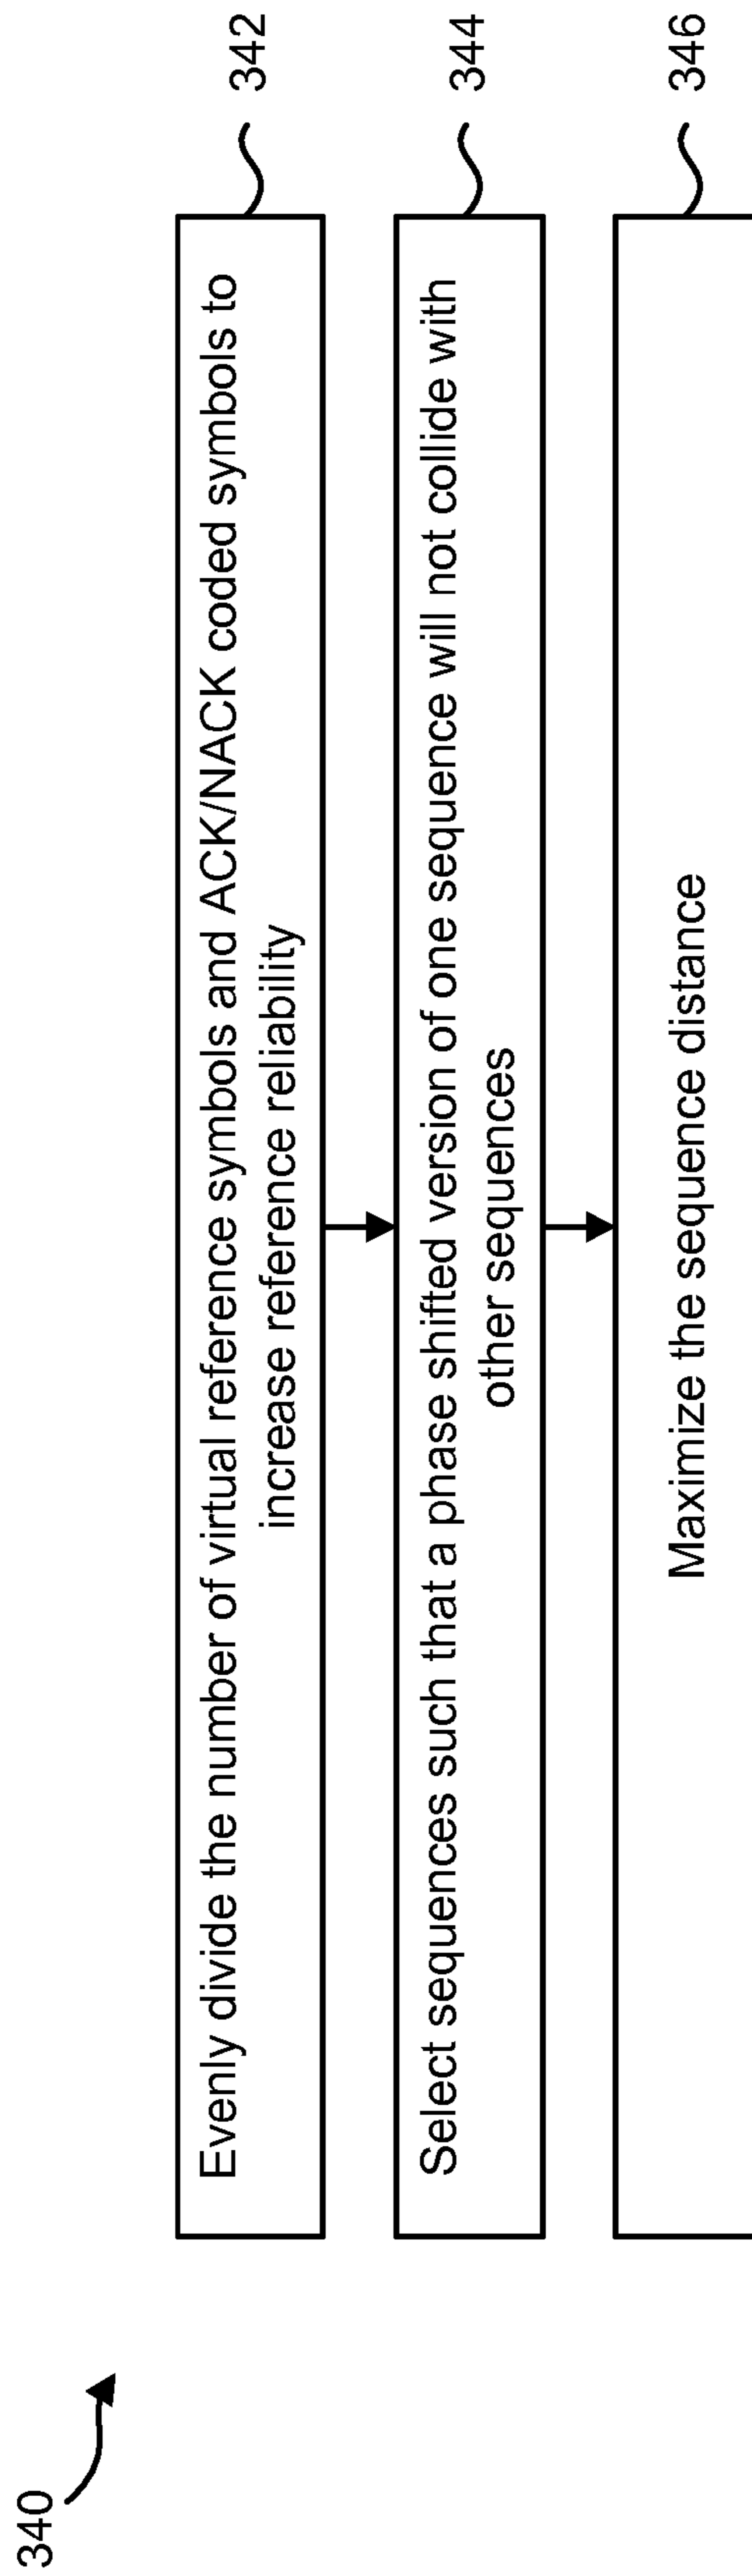 340
Evenly divide the number of virtual reference symbols and ACK/NACK coded symbols to
increase reference reliability
342
Select sequences such that a phase shifted version of one sequence will not collide with
other sequences
344
Maximize the sequence distance
346